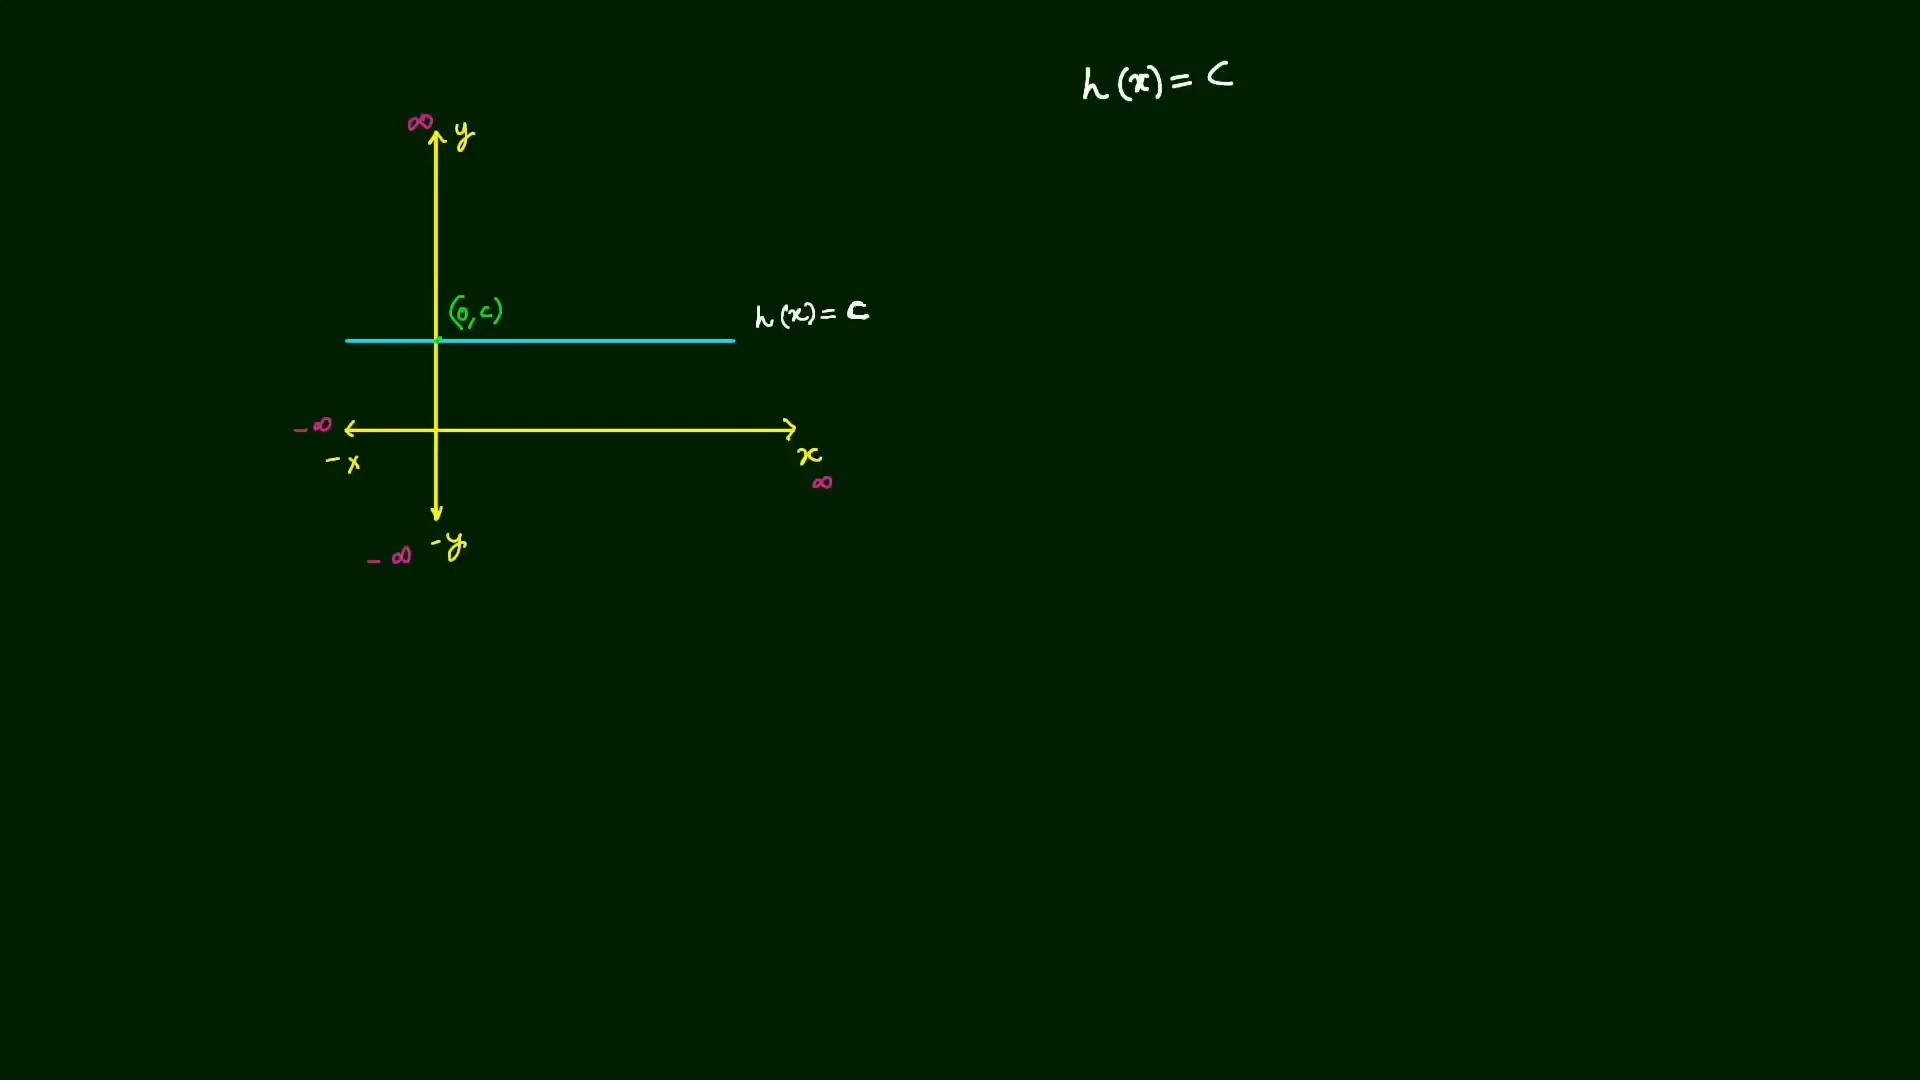 h(x) = C
∞
y
(0, c)
h(x) = C
-∞
-x
x
∞
-∞
-y